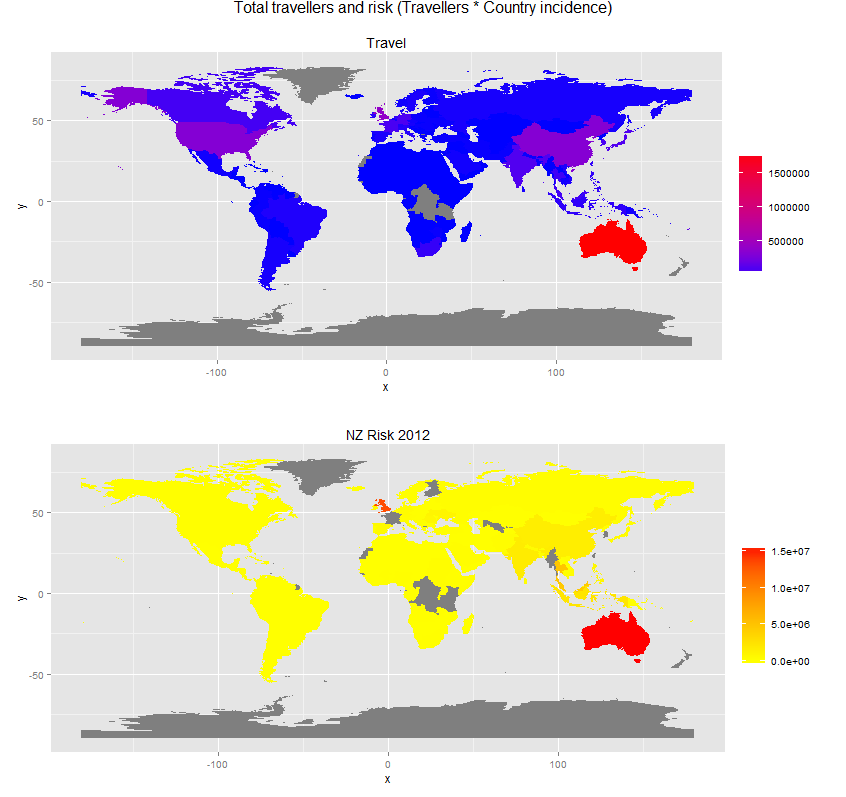 Total travellers and risk (Travellers * Country incidence)
Travel
50
0
-50
y
-100
0
100
x
1500000
1000000
500000
NZ Risk 2012
50
0
-50
y
-100
0
100
x
1.5e+07
1.0e+07
5.0e+06
0.0e+00